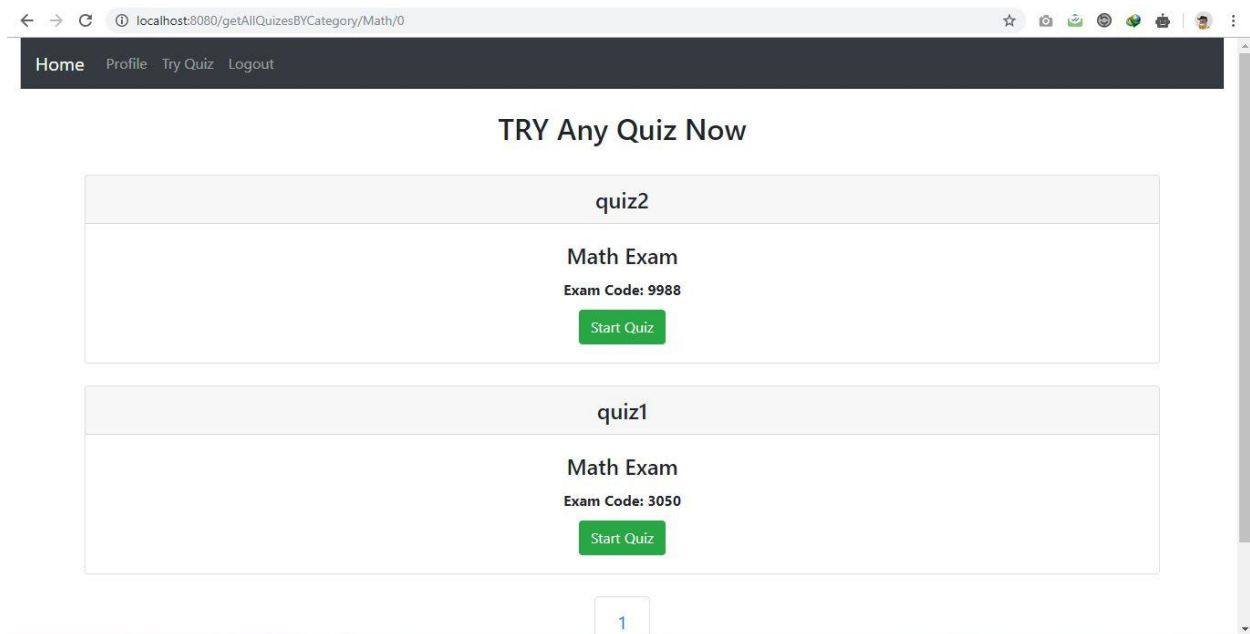 localhost:8080/getAllQuizesBYCategory/Math/0
Home Profile Try Quiz Logout
TRY Any Quiz Now
quiz2
Math Exam
Exam Code: 9988
Start Quiz
quiz1
Math Exam
Exam Code: 3050
Start Quiz
1